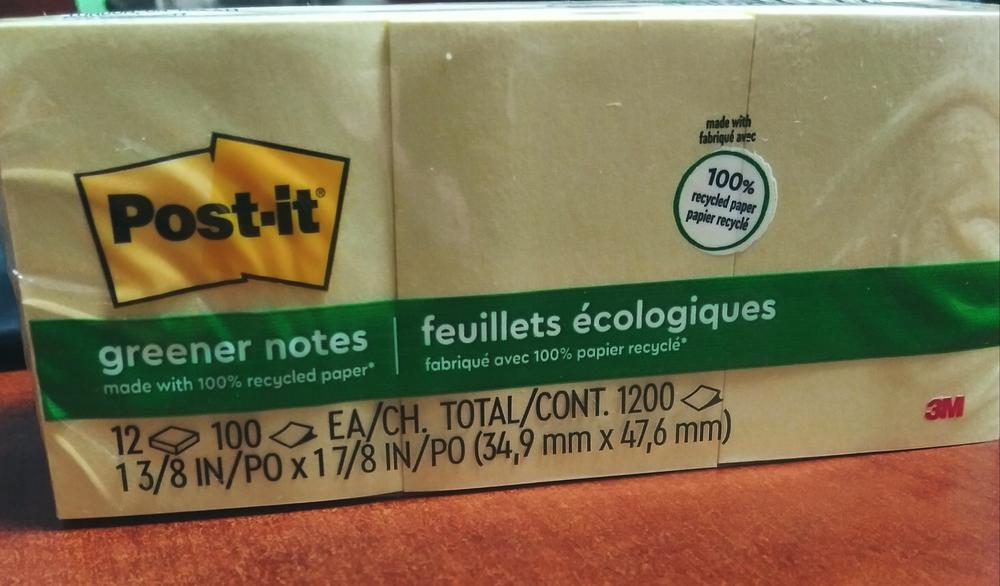 Post-it®
made with
fabriqué avec
100%
recycled paper
papier recyclé
greener notes
made with 100% recycled paper*
feuillets écologiques
fabriqué avec 100% papier recyclé*
12 100 EA/CH. TOTAL/CONT. 1200
1 3/8 IN/PO x 1 7/8 IN/PO (34,9 mm x 47,6 mm)
3M